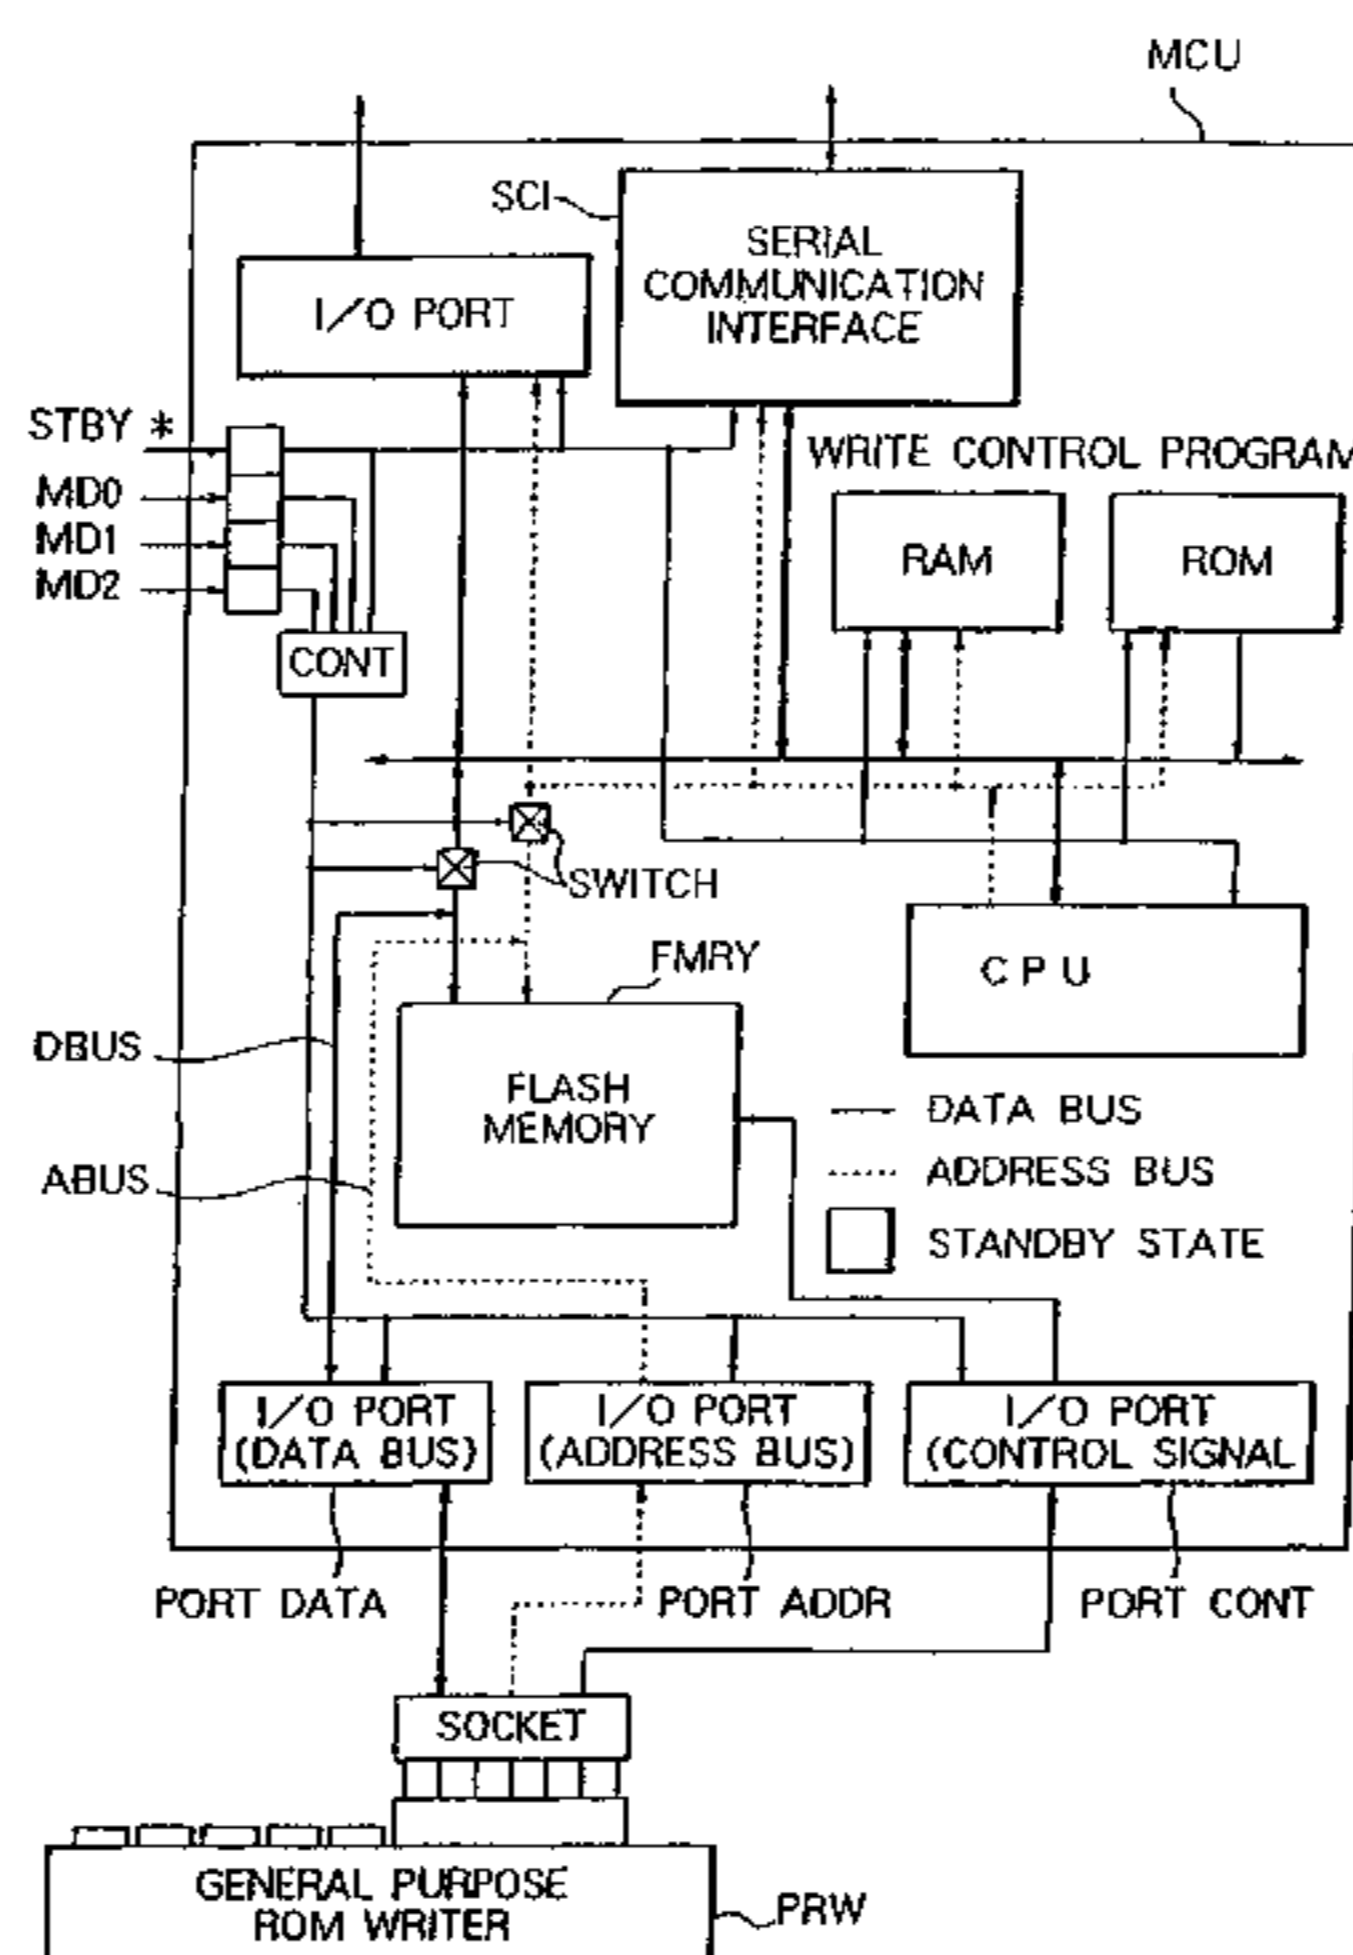 MCU
SCI
SERIAL
COMMUNICATION
INTERFACE
I/O PORT
STBY *
MD0
MD1
MD2
WRITE CONTROL PROGRAM
RAM
ROM
CONT
SWITCH
FMRY
CPU
DBUS
FLASH
MEMORY
DATA BUS
ABUS
ADDRESS BUS
STANDBY STATE
I/O PORT
(DATA BUS)
I/O PORT
(ADDRESS BUS)
I/O PORT
(CONTROL SIGNAL
PORT DATA
PORT ADDR
PORT CONT
SOCKET
GENERAL PURPOSE
ROM WRITER
PRW